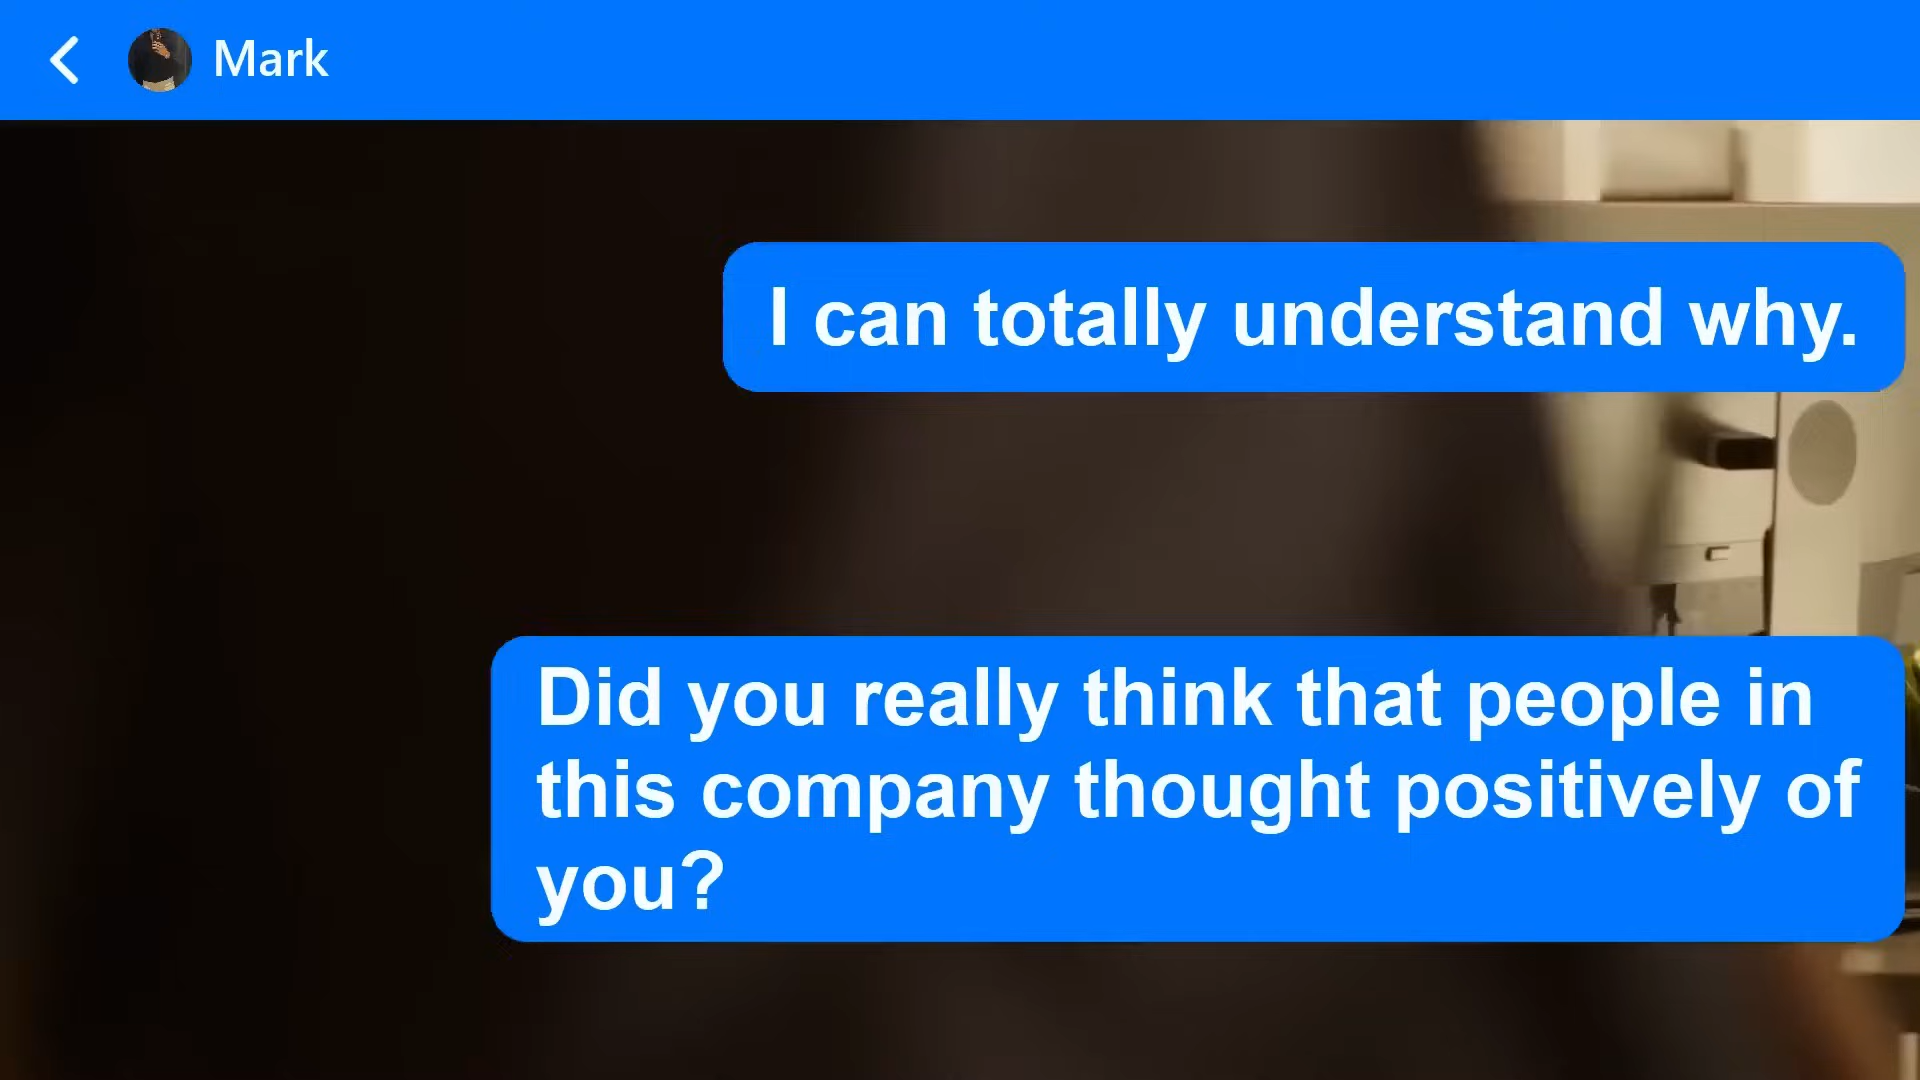 Mark
I can totally understand why.
Did you really think that people in
this company thought positively of
you?